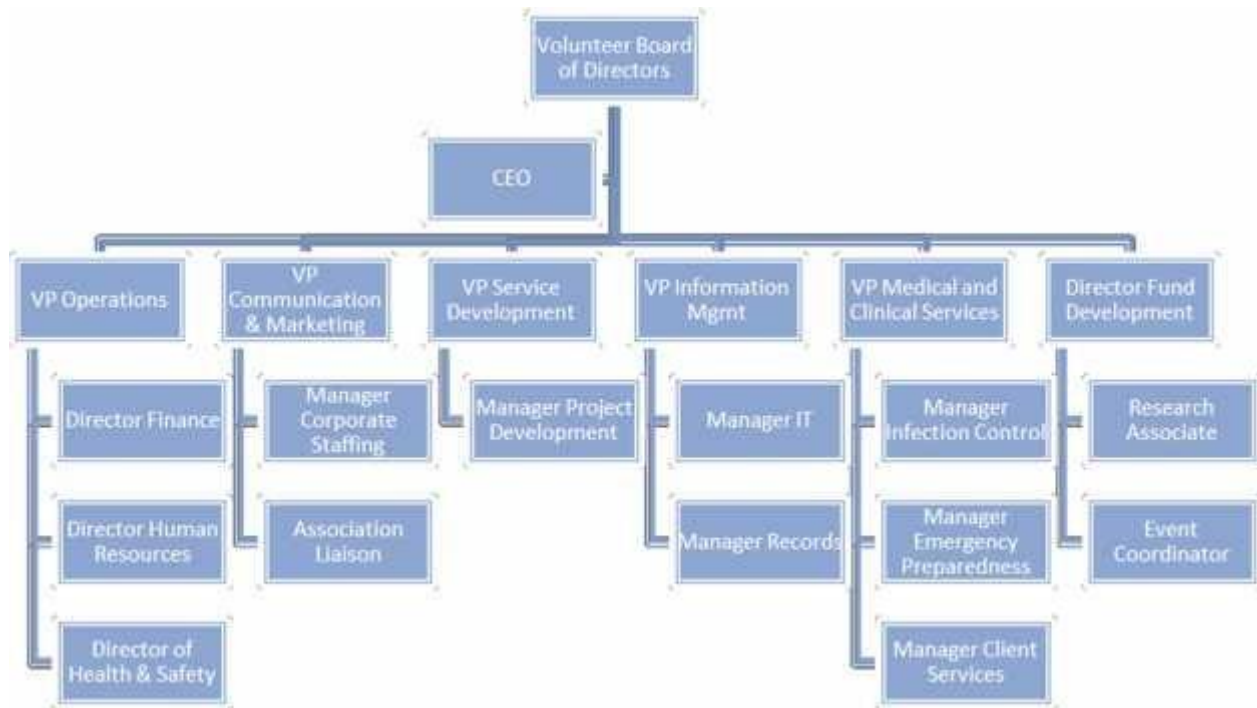 Volunteer Board
of Directors
CEO
VP Operations
VP
Communication
& Marketing
VP Service
Development
VP Information
Mgmt
VP Medical and
Clinical Services
Director Fund
Development
Director Finance
Manager
Corporate
Staffing
Manager Project
Development
Manager IT
Manager
Infection Control
Research
Associate
Director Human
Resources
Association
Liaison
Manager Records
Manager
Emergency
Preparedness
Event
Coordinator
Director of
Health & Safety
Manager Client
Services